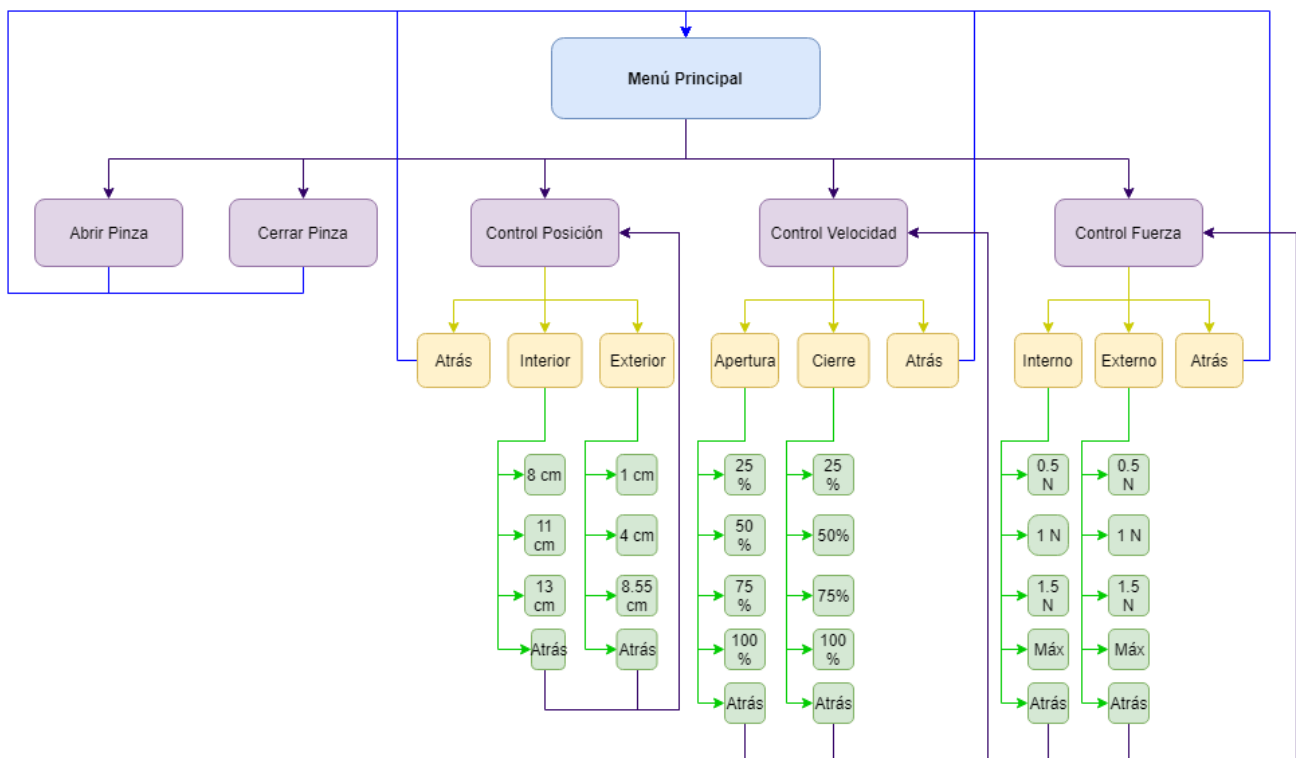 Menú Principal
Abrir Pinza
Cerrar Pinza
Control Posición
Control Velocidad
Control Fuerza
Atrás
Interior
Exterior
Apertura
Cierre
Atrás
Interno
Externo
Atrás
8 cm
11
cm
13
cm
Atrás
1 cm
4 cm
8.55
cm
Atrás
25
%
50
%
75
%
100
%
Atrás
25
%
50%
75%
100
%
Atrás
0.5
N
1 N
1.5
N
Máx
Atrás
0.5
N
1 N
1.5
N
Máx
Atrás